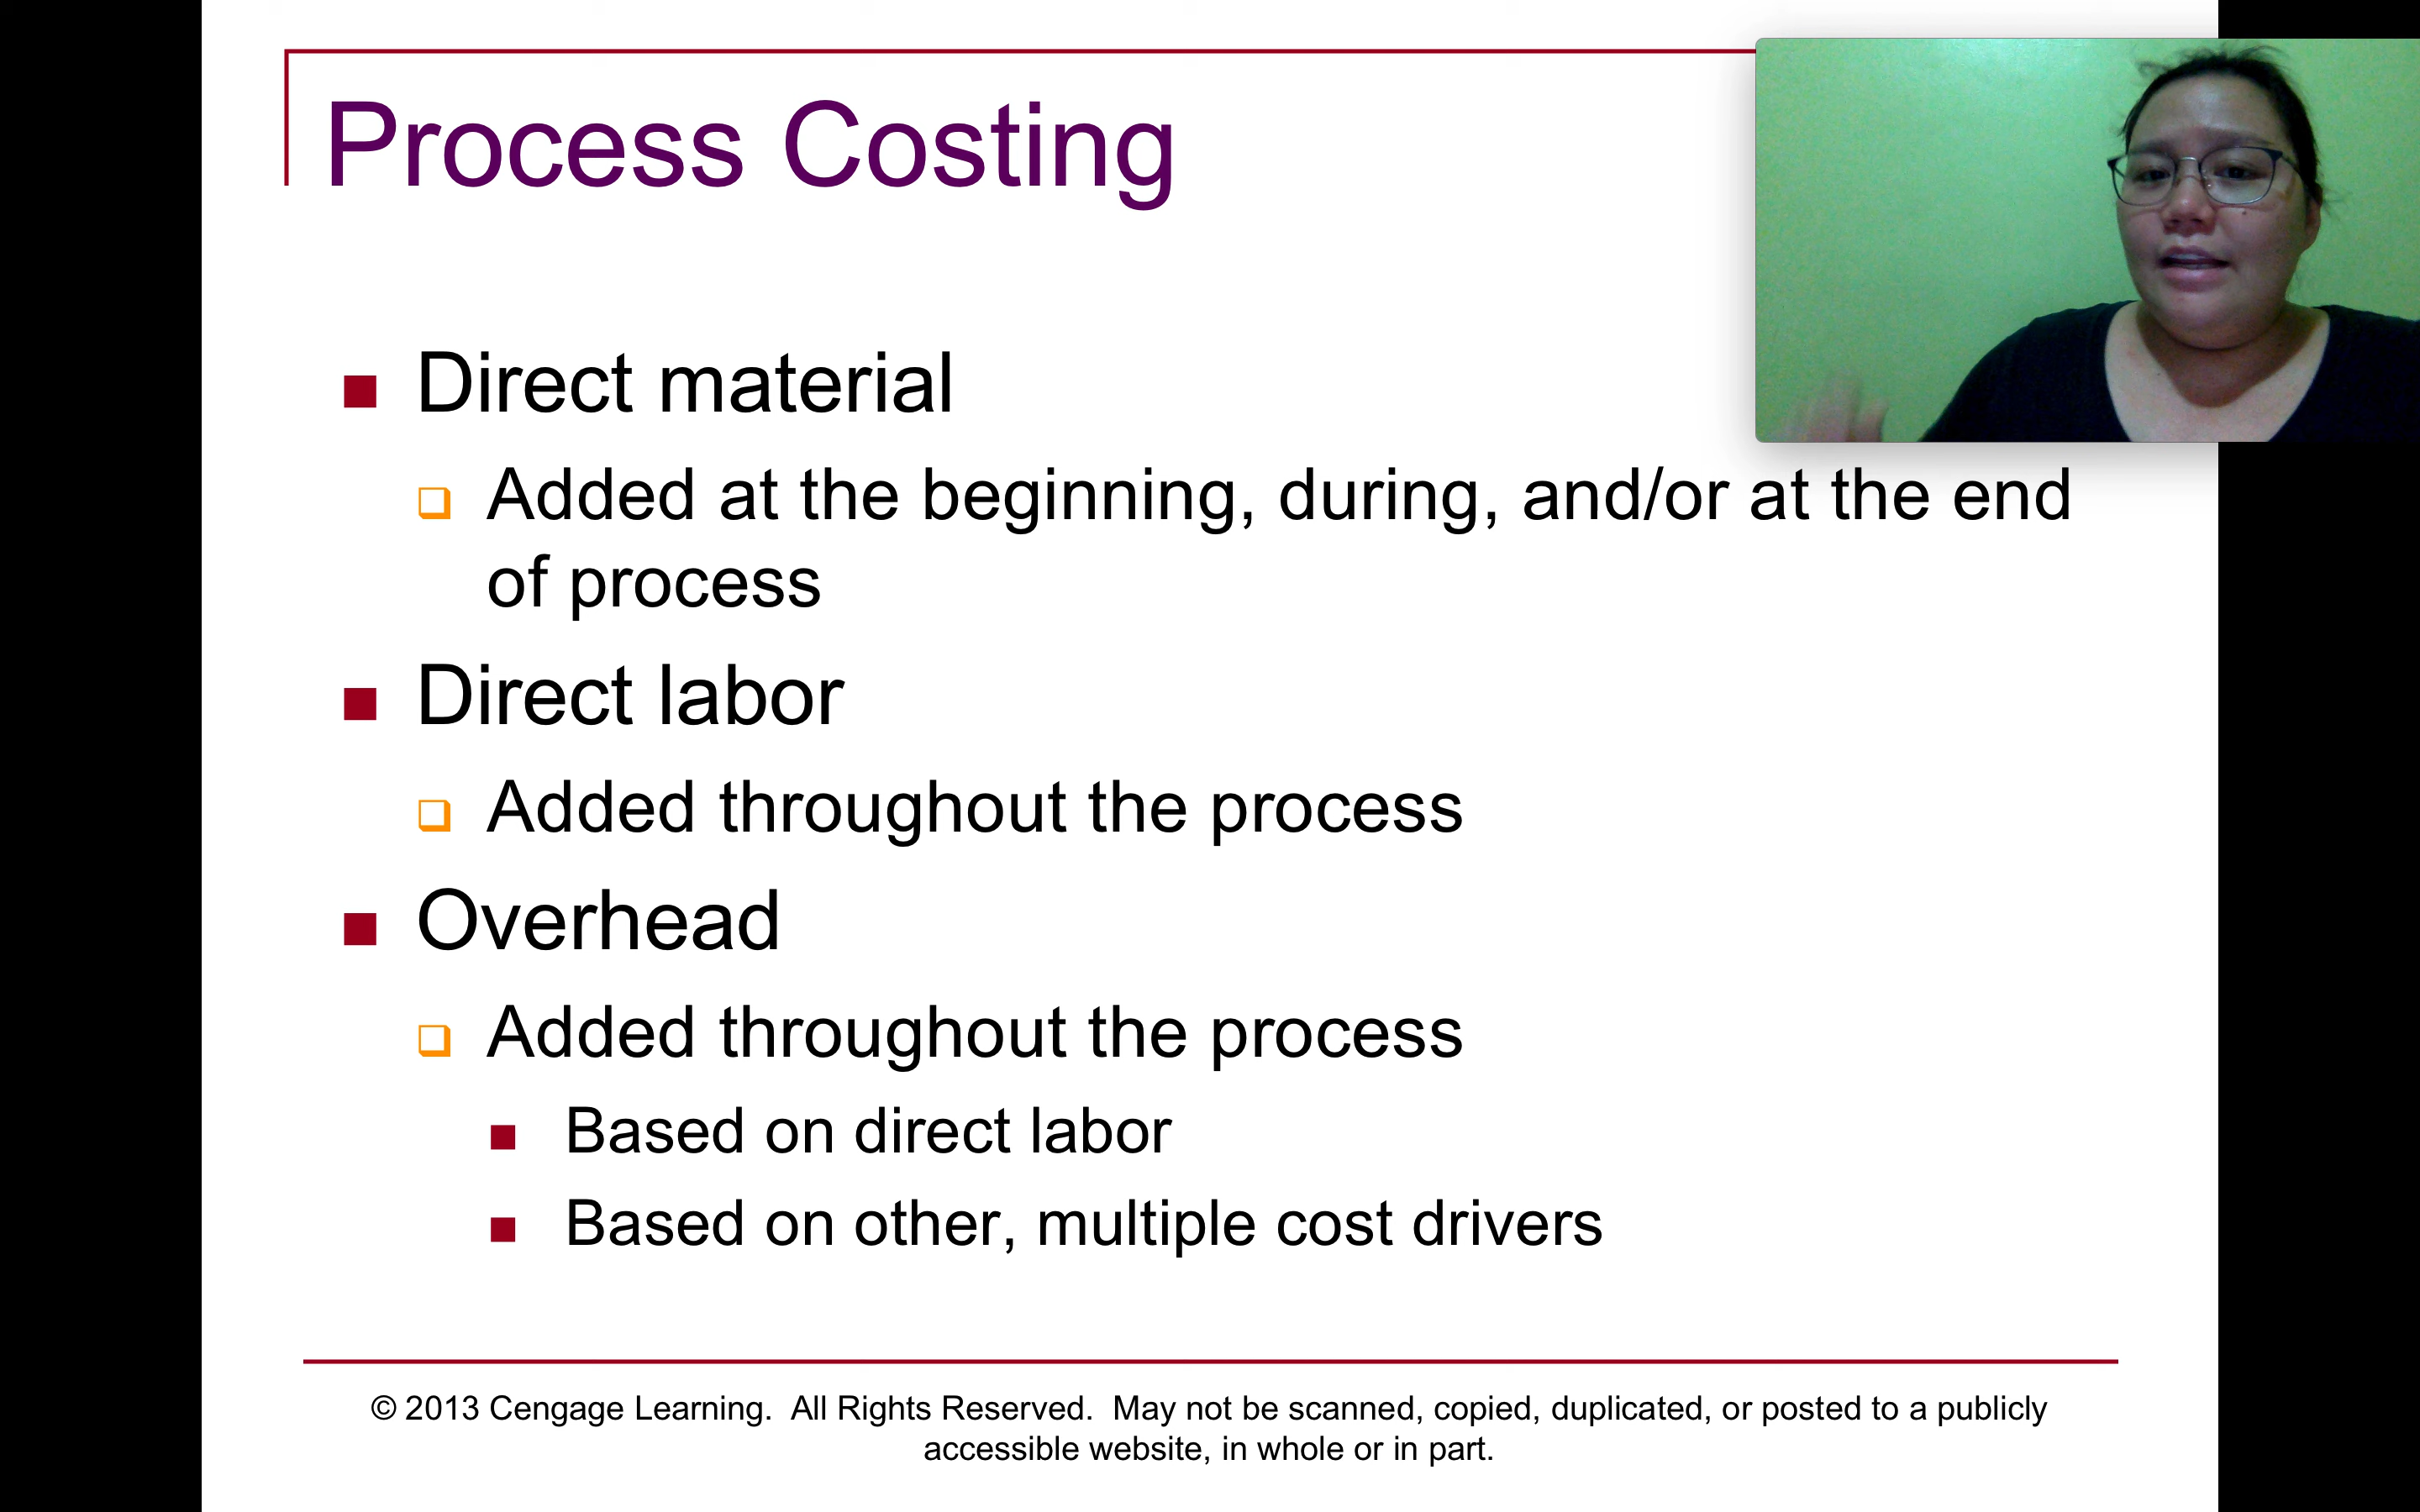 Process Costing
Direct material
Added at the beginning, during, and/or at the end
of process
Direct labor
Added throughout the process
Overhead
Added throughout the process
Based on direct labor
Based on other, multiple cost drivers
© 2013 Cengage Learning.  All Rights Reserved.  May not be scanned, copied, duplicated, or posted to a publicly
accessible website, in whole or in part.